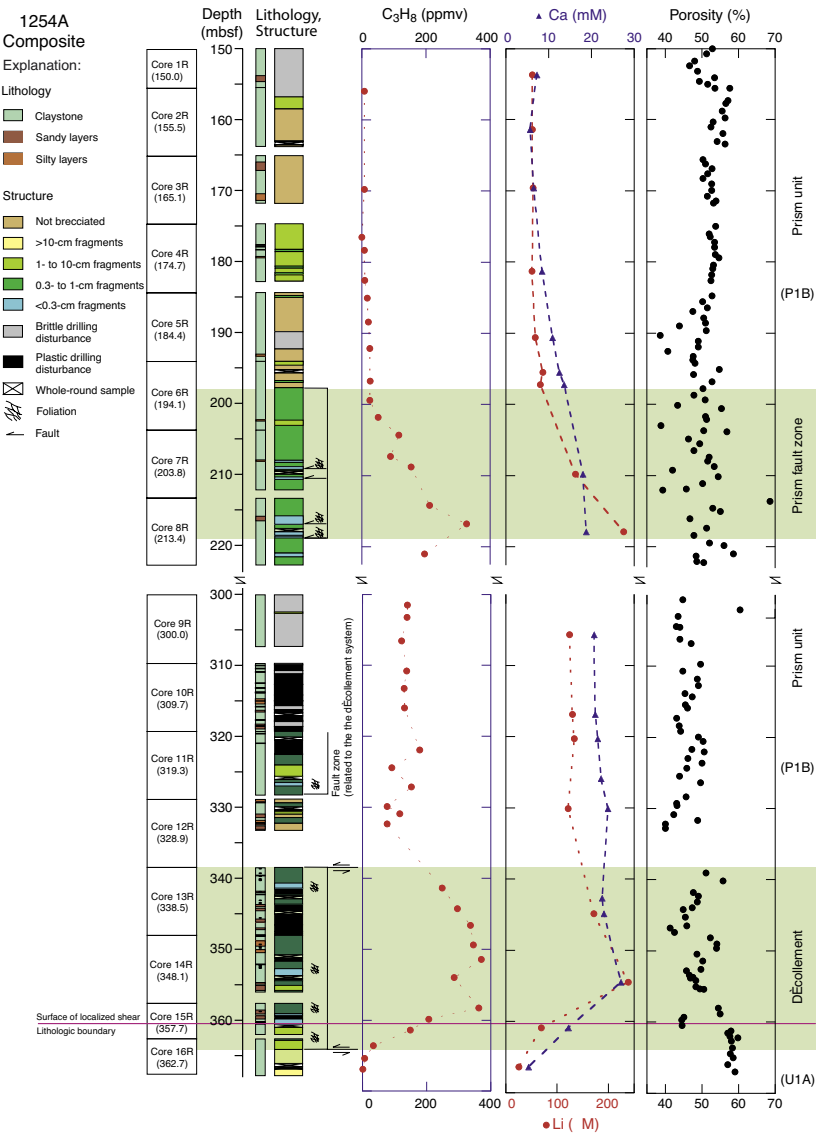 1254A
Composite
Explanation:
Lithology
Claystone
Sandy layers
Silty layers
Structure
Not brecciated
>10-cm fragments
1- to 10-cm fragments
0.3- to 1-cm fragments
<0.3-cm fragments
Brittle drilling
disturbance
Plastic drilling
disturbance
Whole-round sample
Foliation
Fault
Depth
(mbsf)
Lithology,
Structure
C3H8 (ppmv)
0 200 400
Ca (mM)
0 10 20 30
Porosity (%)
150
160
170
180
190
200
210
220
300
310
320
330
340
350
360
Core 1R
(150.0)
Core 2R
(155.5)
Core 3R
(165.1)
Core 4R
(174.7)
Core 5R
(184.4)
Core 6R
(194.1)
Core 7R
(203.8)
Core 8R
(213.4)
Core 9R
(300.0)
Core 10R
(309.7)
Core 11R
(319.3)
Core 12R
(328.9)
Core 13R
(338.5)
Core 14R
(348.1)
Core 15R
(357.7)
Core 16R
(362.7)
Surface of localized shear
Lithologic boundary
Fault zone
(related to the the dÈcollement system)
Prism unit
(P1B)
Prism fault zone
Prism unit
(P1B)
DÈcollement
(U1A)
0 200 400
0 100 200
Li ( M)
40 50 60 70